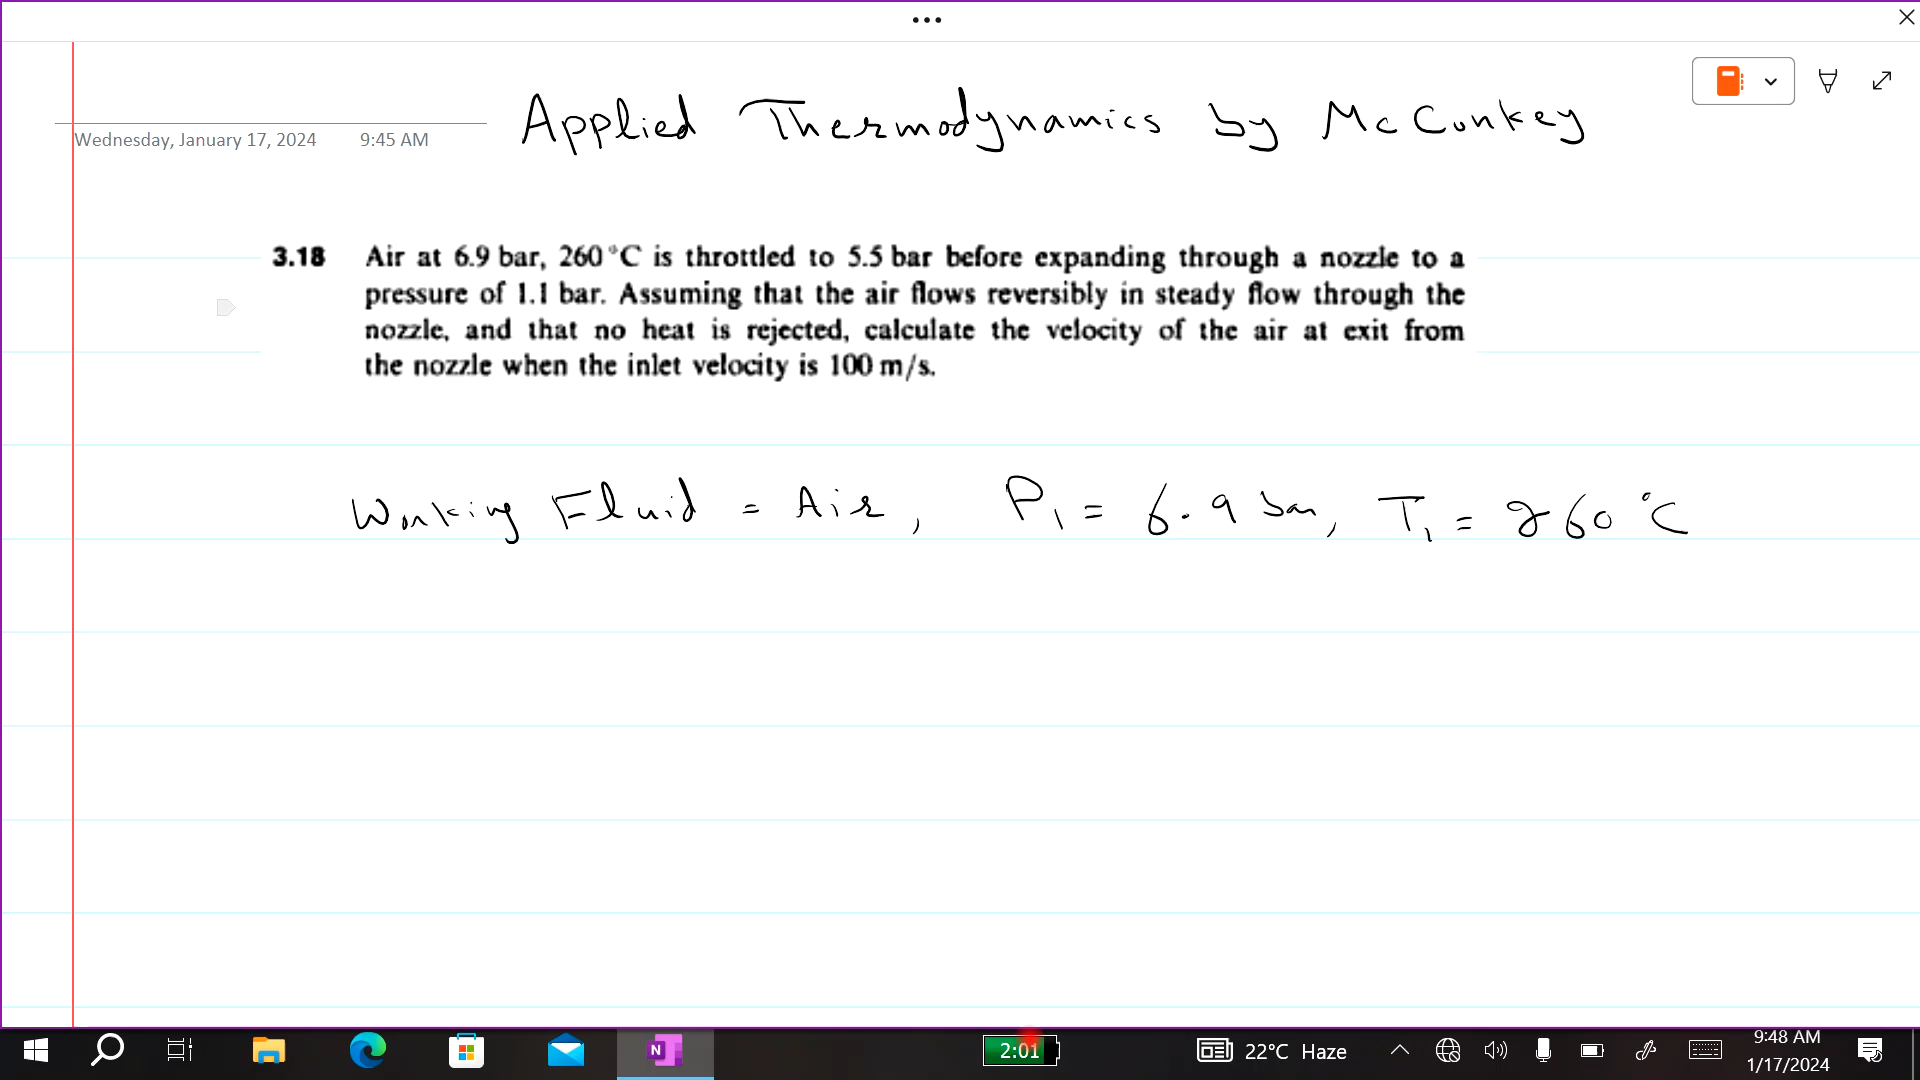 Applied Thermodynamics by McConkey
Wednesday, January 17, 2024 9:45 AM
3.18 Air at 6.9 bar, 260 °C is throttled to 5.5 bar before expanding through a nozzle to a
pressure of 1.1 bar. Assuming that the air flows reversibly in steady flow through the
nozzle, and that no heat is rejected, calculate the velocity of the air at exit from
the nozzle when the inlet velocity is 100 m/s.
Working Fluid = Air, P₁ = 6.9 bar, T₁ = 260 °C
2:01
22°C Haze
9:48 AM
1/17/2024